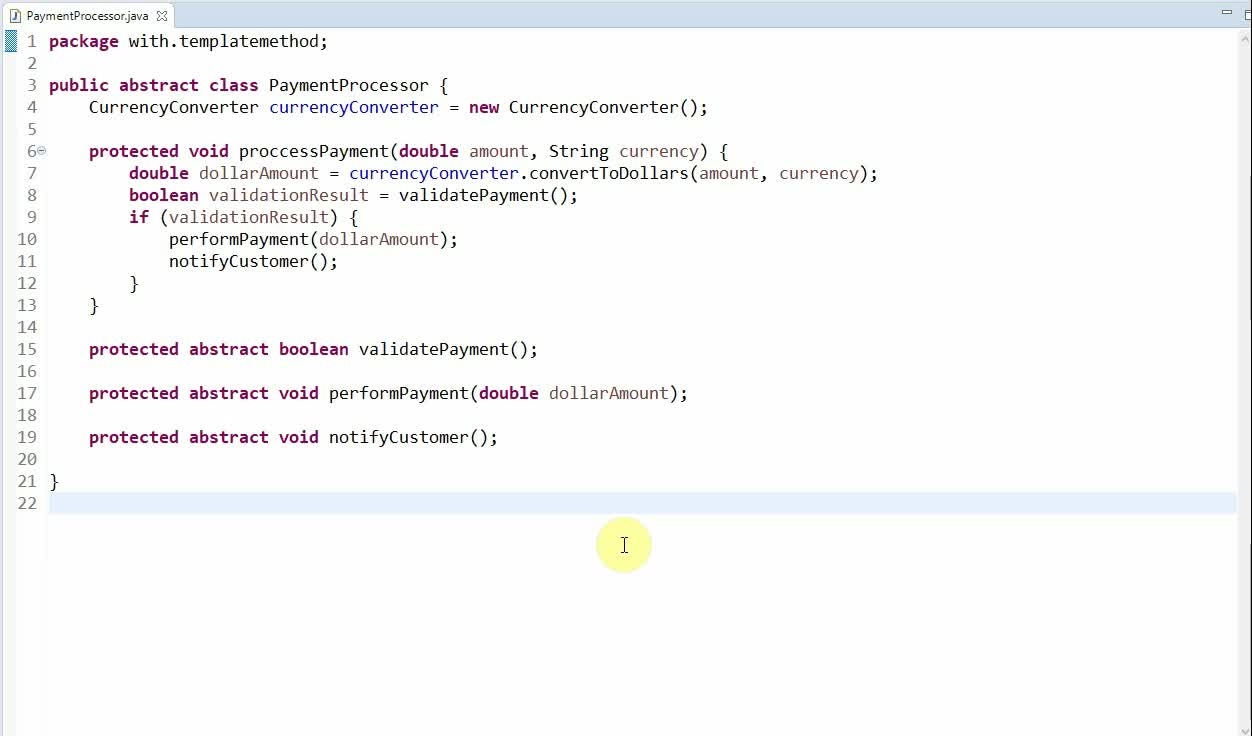 PaymentProcessor.java
1 package with.templatemethod;
2
3 public abstract class PaymentProcessor {
4     CurrencyConverter currencyConverter = new CurrencyConverter();
5
6     protected void proccessPayment(double amount, String currency) {
7         double dollarAmount = currencyConverter.convertToDollars(amount, currency);
8         boolean validationResult = validatePayment();
9         if (validationResult) {
10             performPayment(dollarAmount);
11             notifyCustomer();
12         }
13     }
14
15     protected abstract boolean validatePayment();
16
17     protected abstract void performPayment(double dollarAmount);
18
19     protected abstract void notifyCustomer();
20
21 }
22